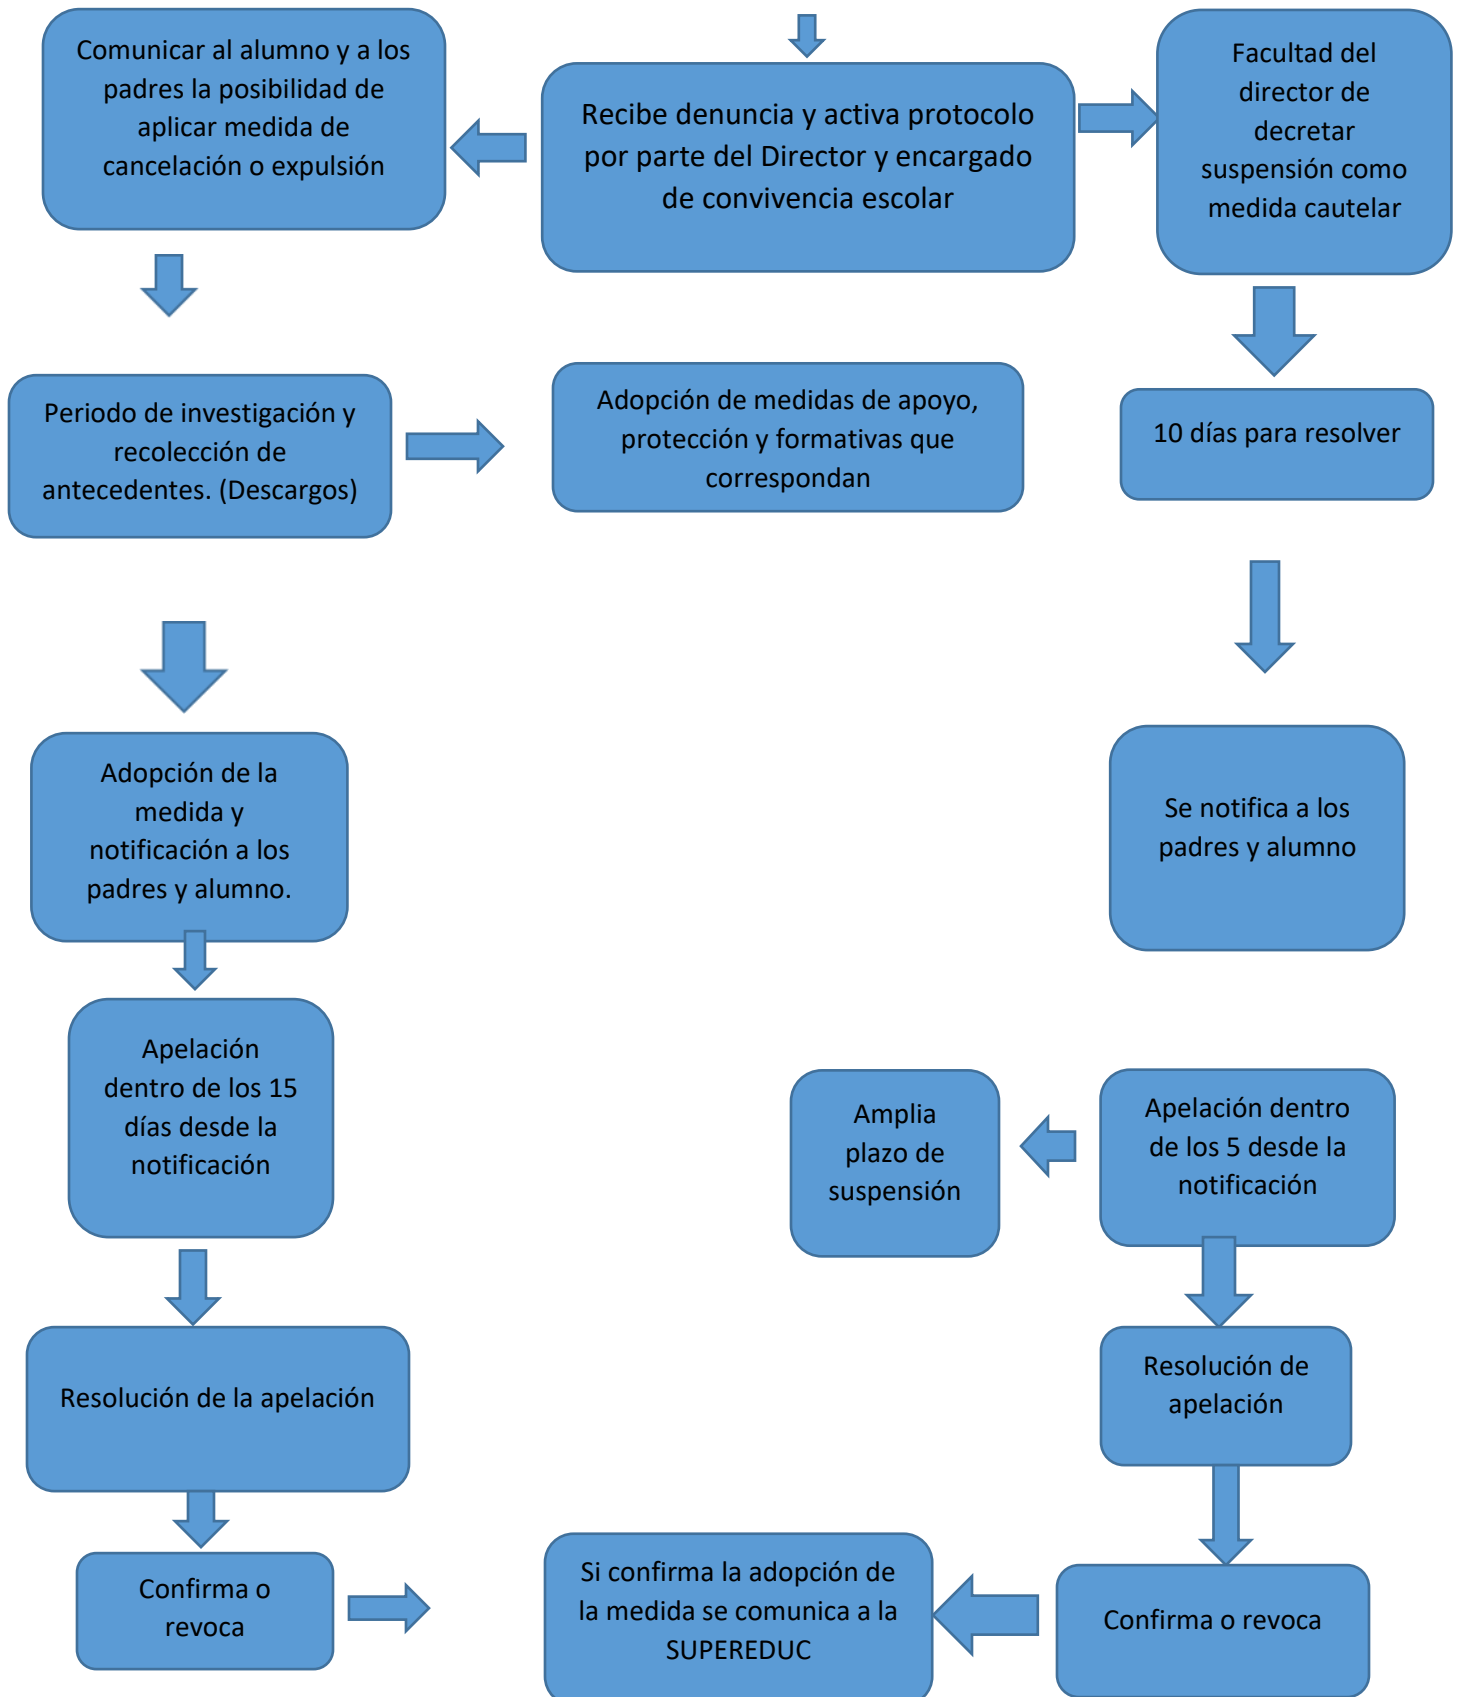 Comunicar al alumno y a los
padres la posibilidad de
aplicar medida de
cancelación o expulsión
Recibe denuncia y activa protocolo
por parte del Director y encargado
de convivencia escolar
Facultad del
director de
decretar
suspensión como
medida cautelar
Periodo de investigación y
recolección de
antecedentes. (Descargos)
Adopción de medidas de apoyo,
protección y formativas que
correspondan
10 días para resolver
Adopción de la
medida y
notificación a los
padres y alumno.
Se notifica a los
padres y alumno
Apelación
dentro de los 15
días desde la
notificación
Amplia
plazo de
suspensión
Apelación dentro
de los 5 desde la
notificación
Resolución de la apelación
Resolución de
apelación
Confirma o
revoca
Si confirma la adopción de
la medida se comunica a la
SUPEREDUC
Confirma o revoca